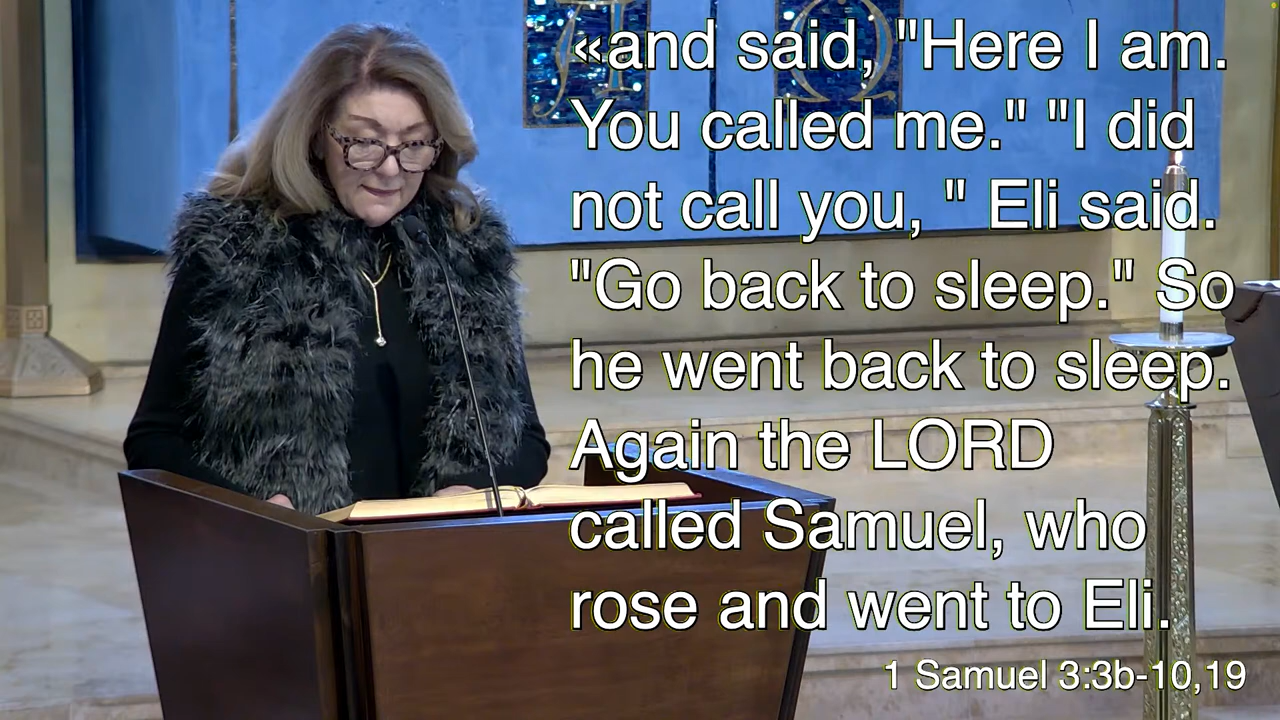 Α Ω
«and said, "Here I am.
You called me." "I did
not call you, " Eli said.
"Go back to sleep." So
he went back to sleep.
Again the LORD
called Samuel, who
rose and went to Eli.
1 Samuel 3:3b-10,19